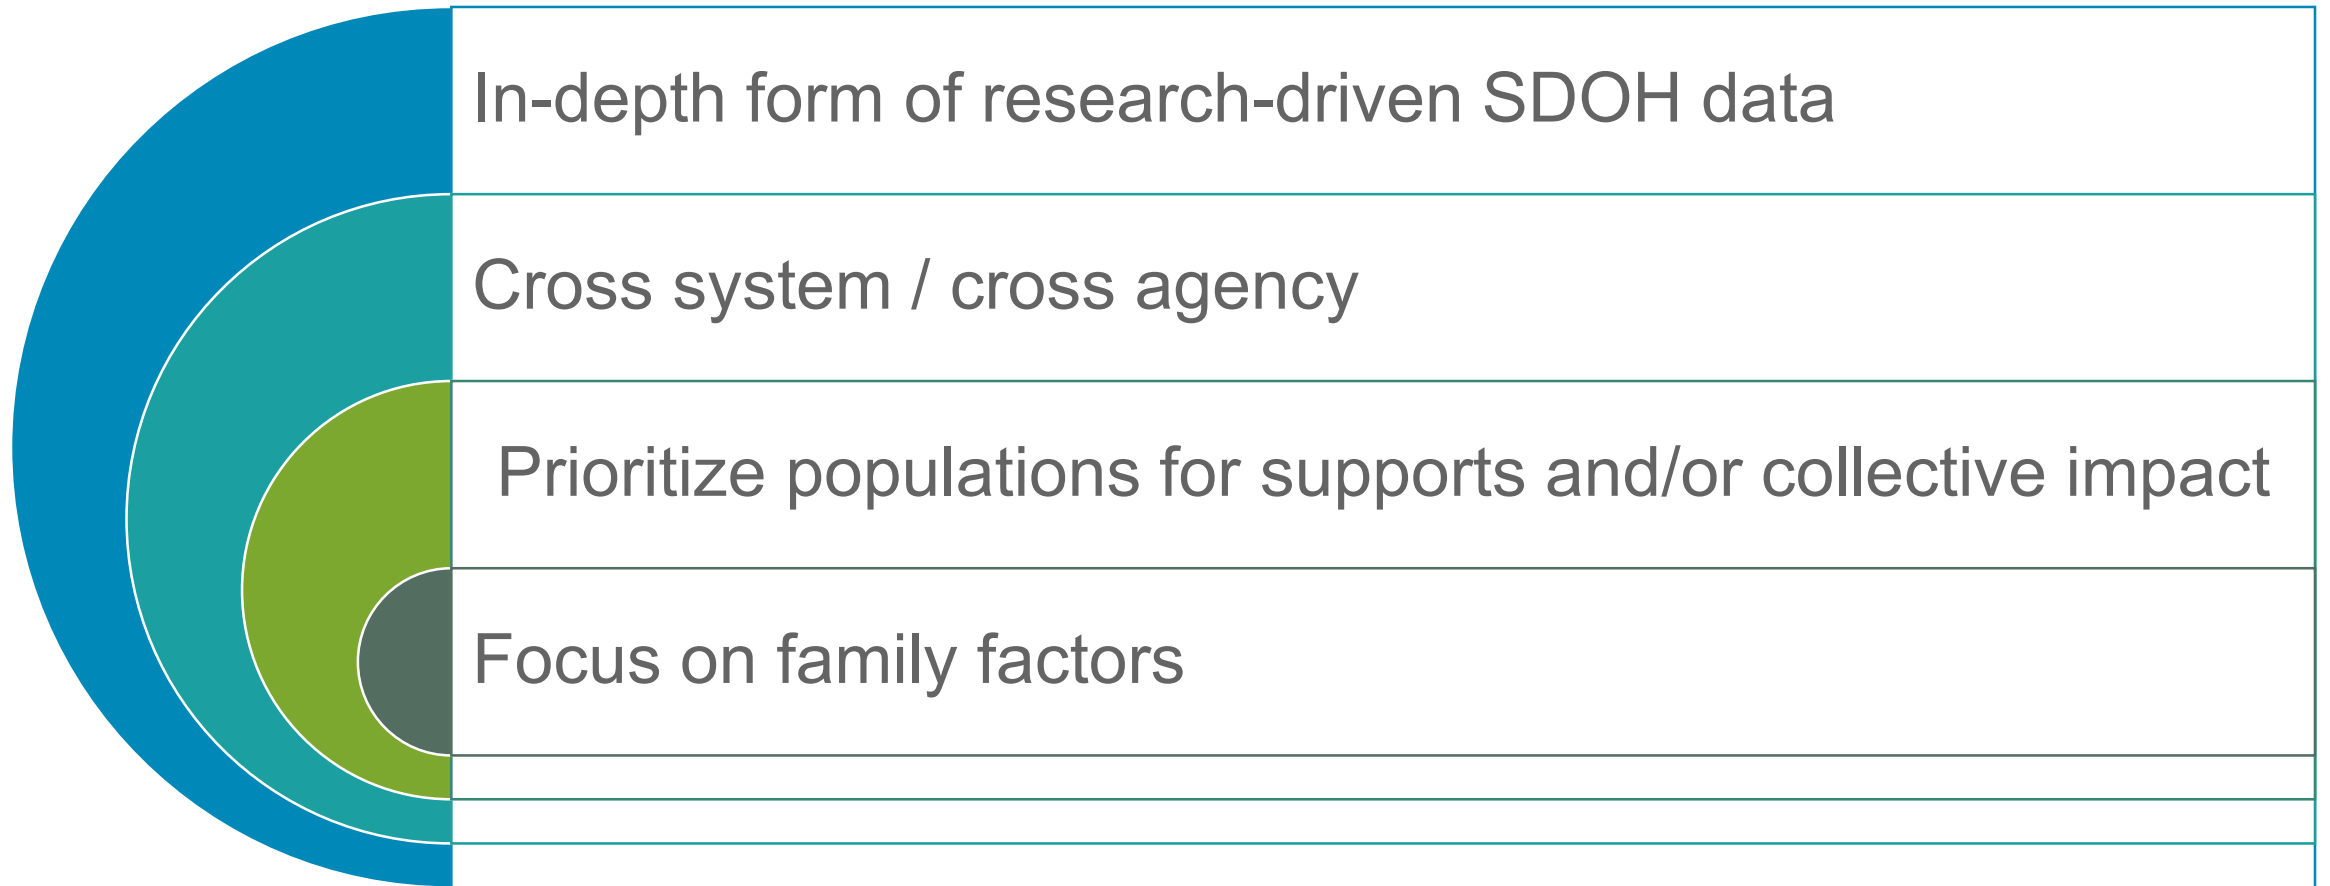 In-depth form of research-driven SDOH data
Cross system / cross agency
Prioritize populations for supports and/or collective impact
Focus on family factors